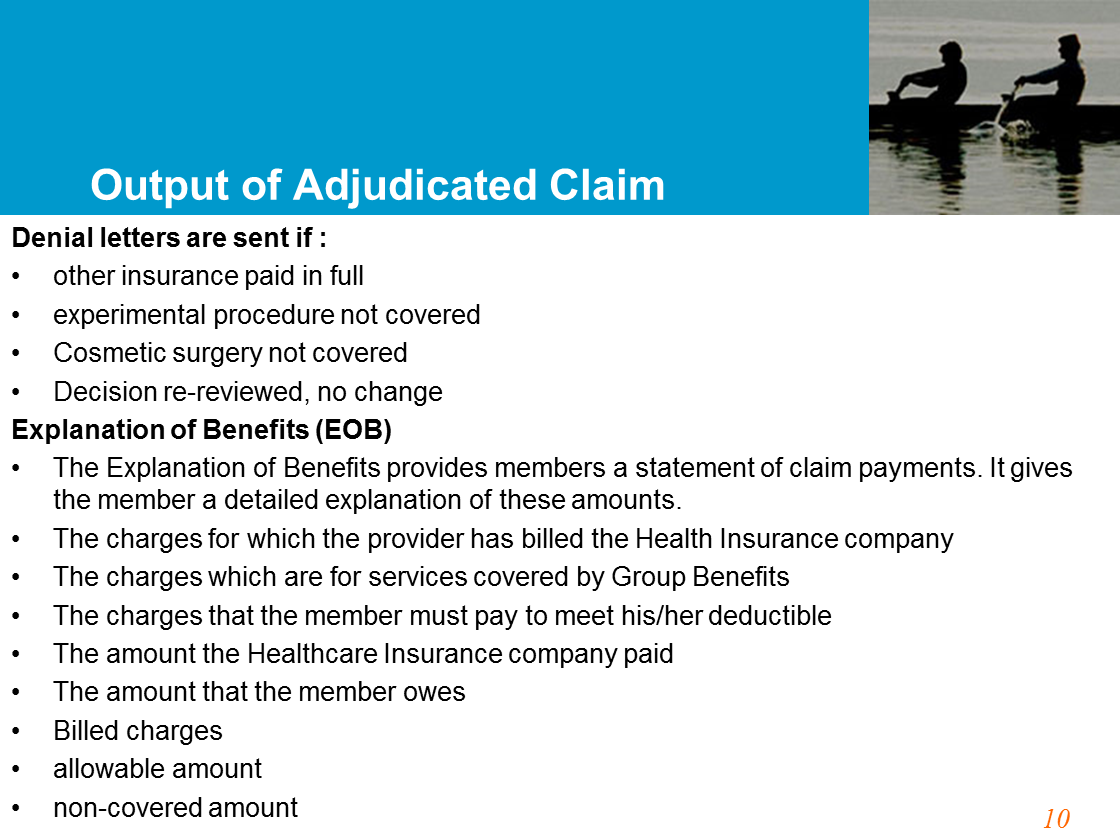 Output of Adjudicated Claim
Denial letters are sent if :
• other insurance paid in full
• experimental procedure not covered
• Cosmetic surgery not covered
• Decision re-reviewed, no change
Explanation of Benefits (EOB)
• The Explanation of Benefits provides members a statement of claim payments. It gives
the member a detailed explanation of these amounts.
• The charges for which the provider has billed the Health Insurance company
• The charges which are for services covered by Group Benefits
• The charges that the member must pay to meet his/her deductible
• The amount the Healthcare Insurance company paid
• The amount that the member owes
• Billed charges
• allowable amount
• non-covered amount
10